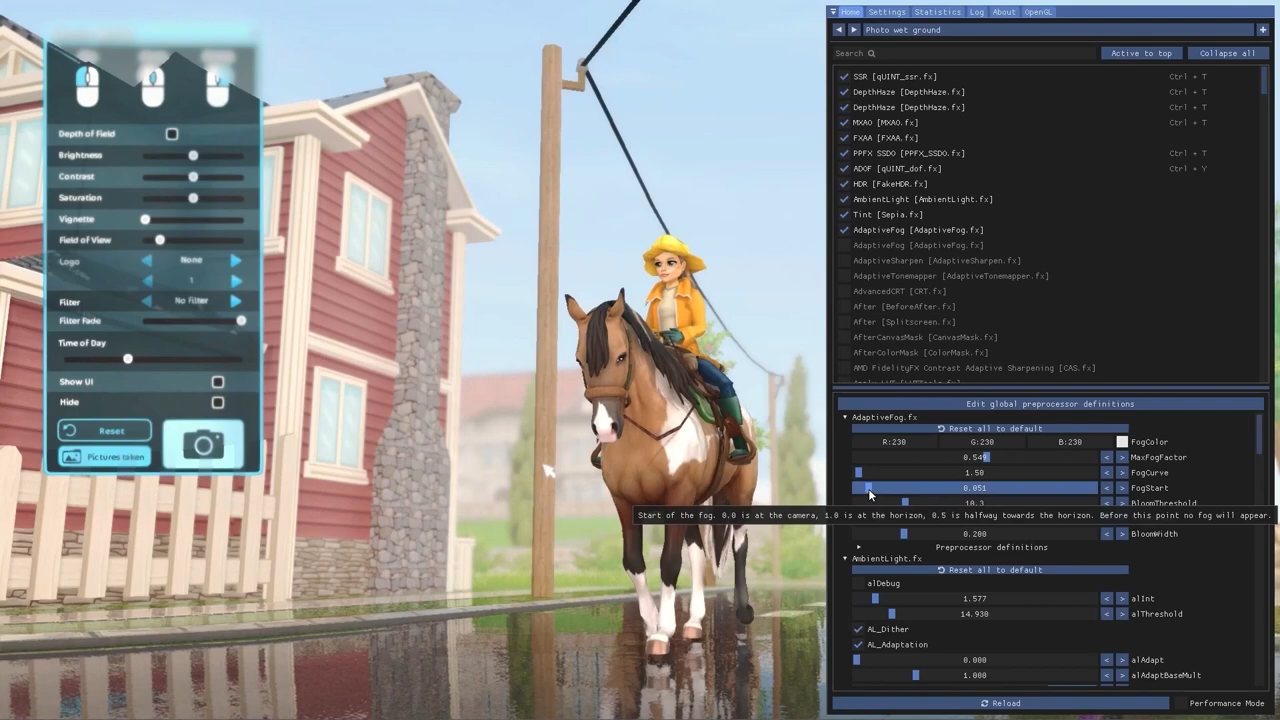 Depth of Field
Brightness
Contrast
Saturation
Vignette
Field of View
Logo
None
1
Filter
No Filter
Filter Fade
Time of Day
Show UI
Hide
Reset
Pictures taken
Home Settings Statistics Log About OpenGL
Photo wet ground +
Search Active to top Collapse all
SSR [qUINT_ssr.fx] Ctrl + T
DepthHaze [DepthHaze.fx] Ctrl + T
DepthHaze [DepthHaze.fx] Ctrl + T
MXAO [MXAO.fx] Ctrl + T
FXAA [FXAA.fx]
PPFX SSDO [PPFX_SSDO.fx] Ctrl + T
ADOF [qUINT_dof.fx] Ctrl + Y
HDR [FakeHDR.fx]
AmbientLight [AmbientLight.fx]
Tint [Sepia.fx]
AdaptiveFog [AdaptiveFog.fx]
AdaptiveFog [AdaptiveFog.fx]
AdaptiveSharpen [AdaptiveSharpen.fx]
AdaptiveTonemapper [AdaptiveTonemapper.fx]
AdvancedCRT [CRT.fx]
After [BeforeAfter.fx]
After [Splitscreen.fx]
AfterCanvasMask [CanvasMask.fx]
AfterColorMask [ColorMask.fx]
AMD FidelityFX Contrast Adaptive Sharpening [CAS.fx]
Edit global preprocessor definitions
AdaptiveFog.fx
Reset all to default
R:230 G:230 B:230 FogColor
0.549 < > MaxFogFactor
1.50 < > FogCurve
0.051 < > FogStart
10.3 < > BloomThreshold
Start of the fog. 0.0 is at the camera, 1.0 is at the horizon, 0.5 is halfway towards the horizon. Before this point no fog will appear.
0.200 < > BloomWidth
Preprocessor definitions
AmbientLight.fx
Reset all to default
alDebug
1.577 < > alInt
14.930 < > alThreshold
AL_Dither
AL_Adaptation
0.000 < > alAdapt
1.000 < > alAdaptBaseMult
Reload Performance Mode